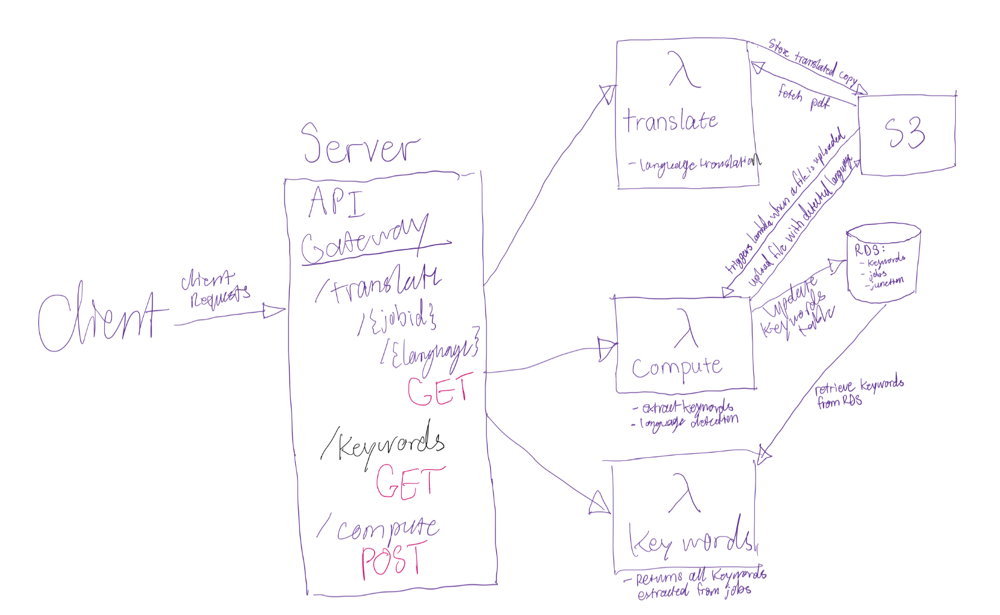 Client
client
Requests
Server
API
Gateway
/translate
/{jobid}
/{language}
GET
/keywords
GET
/compute
POST
λ
translate
- language translation
Store translated copy
fetch pdf
S3
triggers lambda when a file is uploaded
upload file with detected language
λ
Compute
- extract keywords
- language detection
update
keywords
table
RDS:
- keywords
- jobs
- junction
retrieve keywords
from RDS
λ
Keywords
- Returns all keywords
extracted from jobs